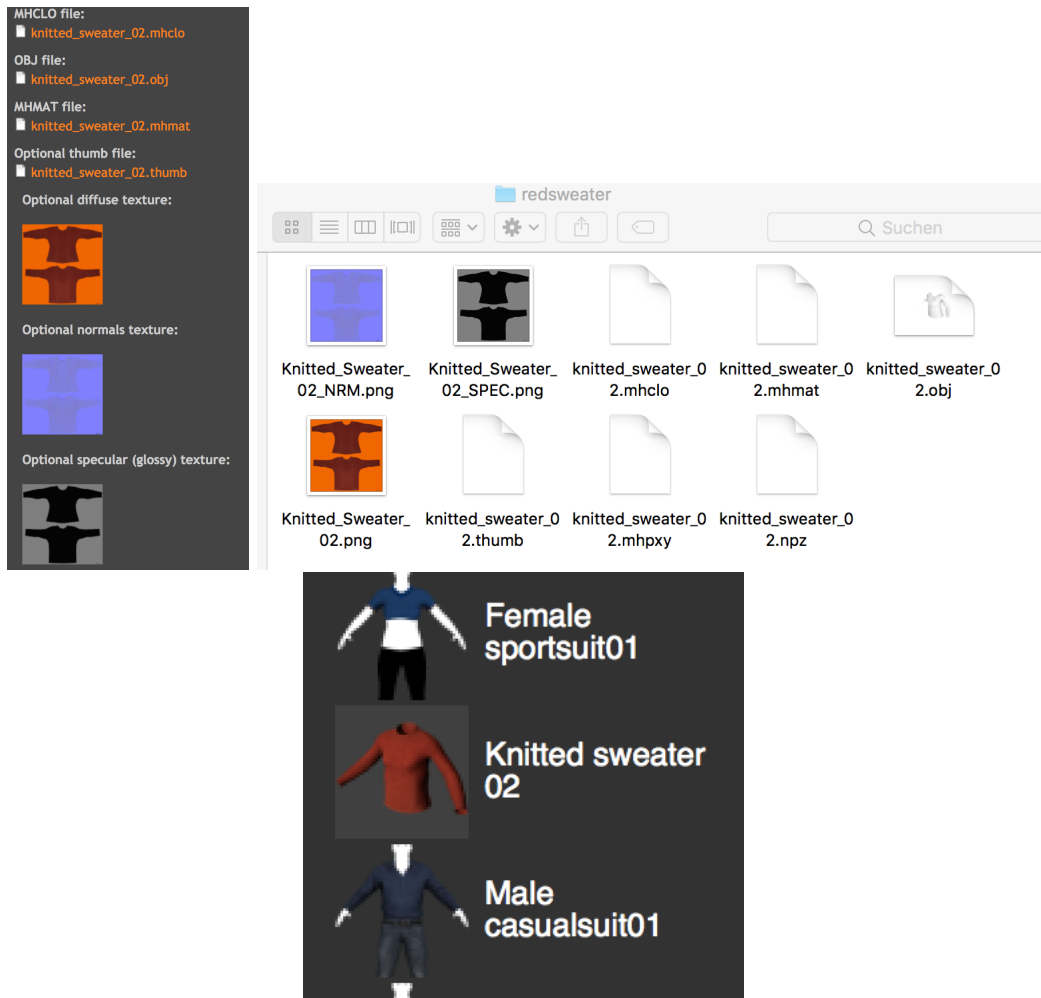 MHCLO file:
knitted_sweater_02.mhclo
OBJ file:
knitted_sweater_02.obj
MHMAT file:
knitted_sweater_02.mhmat
Optional thumb file:
knitted_sweater_02.thumb
Optional diffuse texture:
Optional normals texture:
Optional specular (glossy) texture:
redsweater
Suchen
Knitted_Sweater_
02_NRM.png
Knitted_Sweater_
02_SPEC.png
knitted_sweater_0
2.mhclo
knitted_sweater_0
2.mhmat
knitted_sweater_0
2.obj
Knitted_Sweater_
02.png
knitted_sweater_0
2.thumb
knitted_sweater_0
2.mhpxy
knitted_sweater_0
2.npz
Female
sportsuit01
Knitted sweater
02
Male
casualsuit01